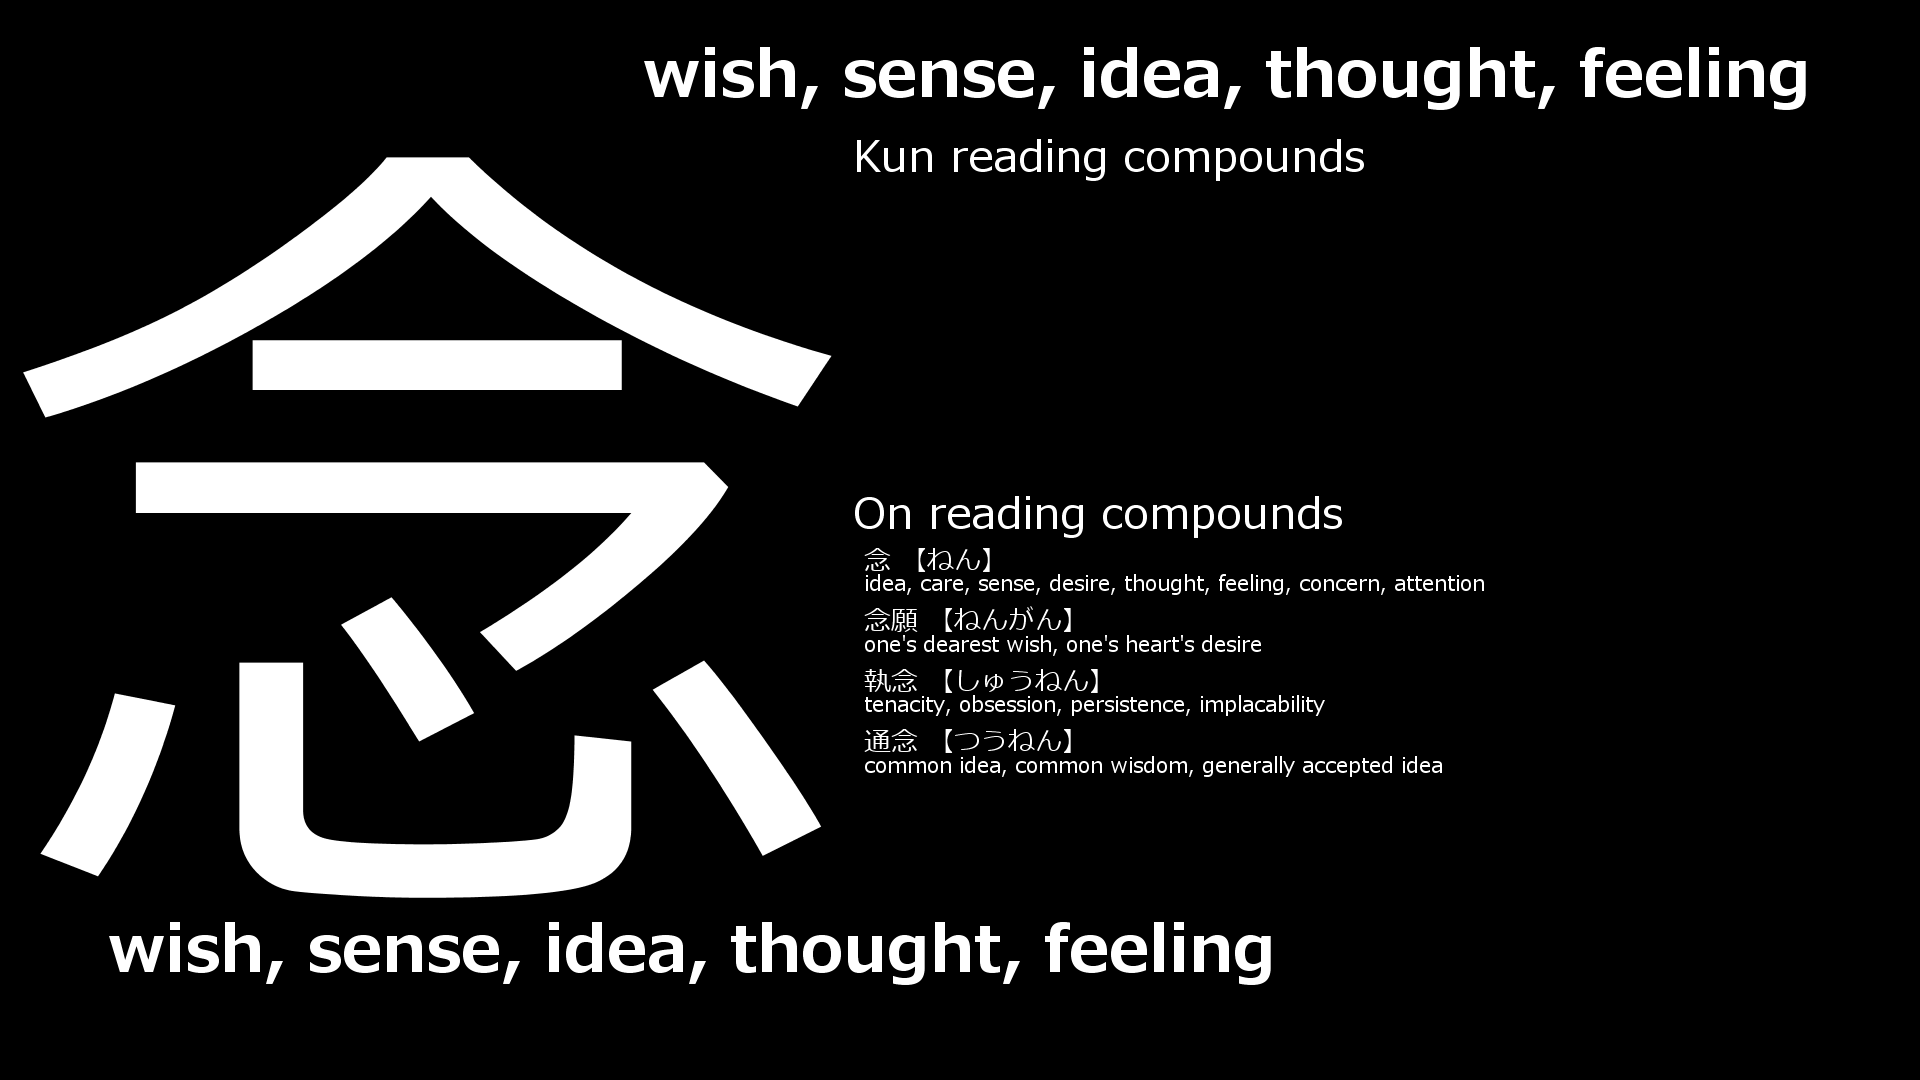 wish, sense, idea, thought, feeling
念
Kun reading compounds
On reading compounds
念 【ねん】
idea, care, sense, desire, thought, feeling, concern, attention
念願 【ねんがん】
one's dearest wish, one's heart's desire
執念 【しゅうねん】
tenacity, obsession, persistence, implacability
通念 【つうねん】
common idea, common wisdom, generally accepted idea
wish, sense, idea, thought, feeling